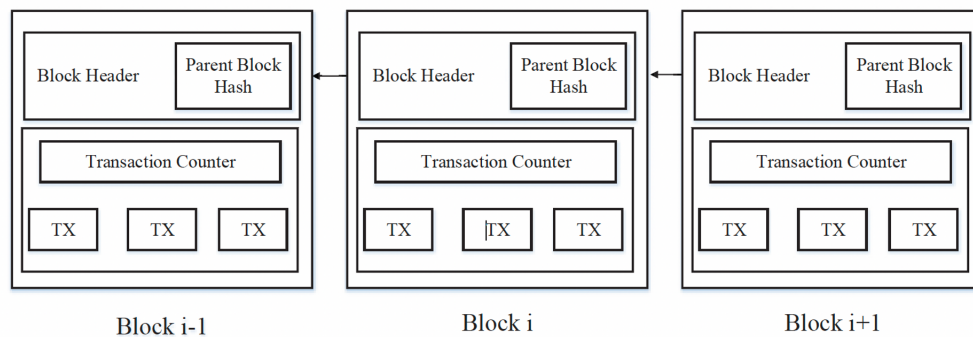 Block Header
Parent Block
Hash
Block Header
Parent Block
Hash
Block Header
Parent Block
Hash
Transaction Counter
Transaction Counter
Transaction Counter
TX TX TX
TX TX TX
TX TX TX
Block i-1
Block i
Block i+1